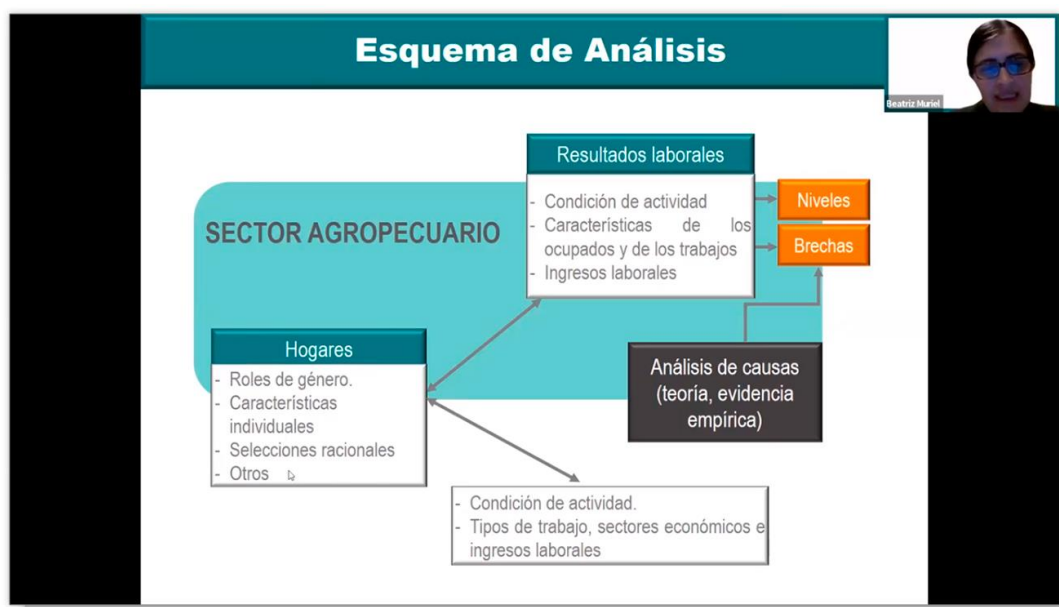 Esquema de Análisis
Beatriz Muriel
Resultados laborales
- Condición de actividad
- Características de los
ocupados y de los trabajos
- Ingresos laborales
Niveles
Brechas
SECTOR AGROPECUARIO
Hogares
- Roles de género.
- Características
individuales
- Selecciones racionales
- Otros
Análisis de causas
(teoría, evidencia
empírica)
- Condición de actividad.
- Tipos de trabajo, sectores económicos e
ingresos laborales